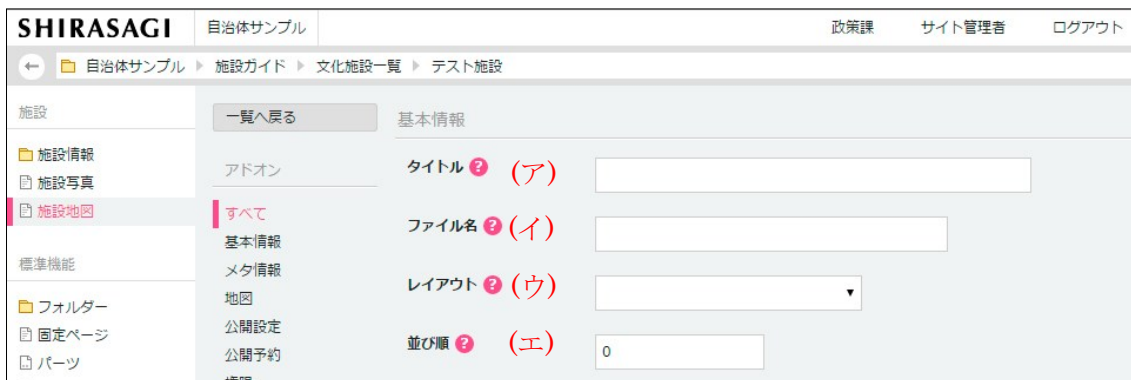 SHIRASAGI 自治体サンプル 政策課 サイト管理者 ログアウト
← 自治体サンプル 施設ガイド 文化施設一覧 テスト施設
施設
施設情報
施設写真
施設地図
標準機能
フォルダー
固定ページ
パーツ
一覧へ戻る
アドオン
すべて
基本情報
メタ情報
地図
公開設定
公開予約
権限
基本情報
タイトル ? (ア)
ファイル名 ? (イ)
レイアウト ? (ウ)
並び順 ? (エ) 0